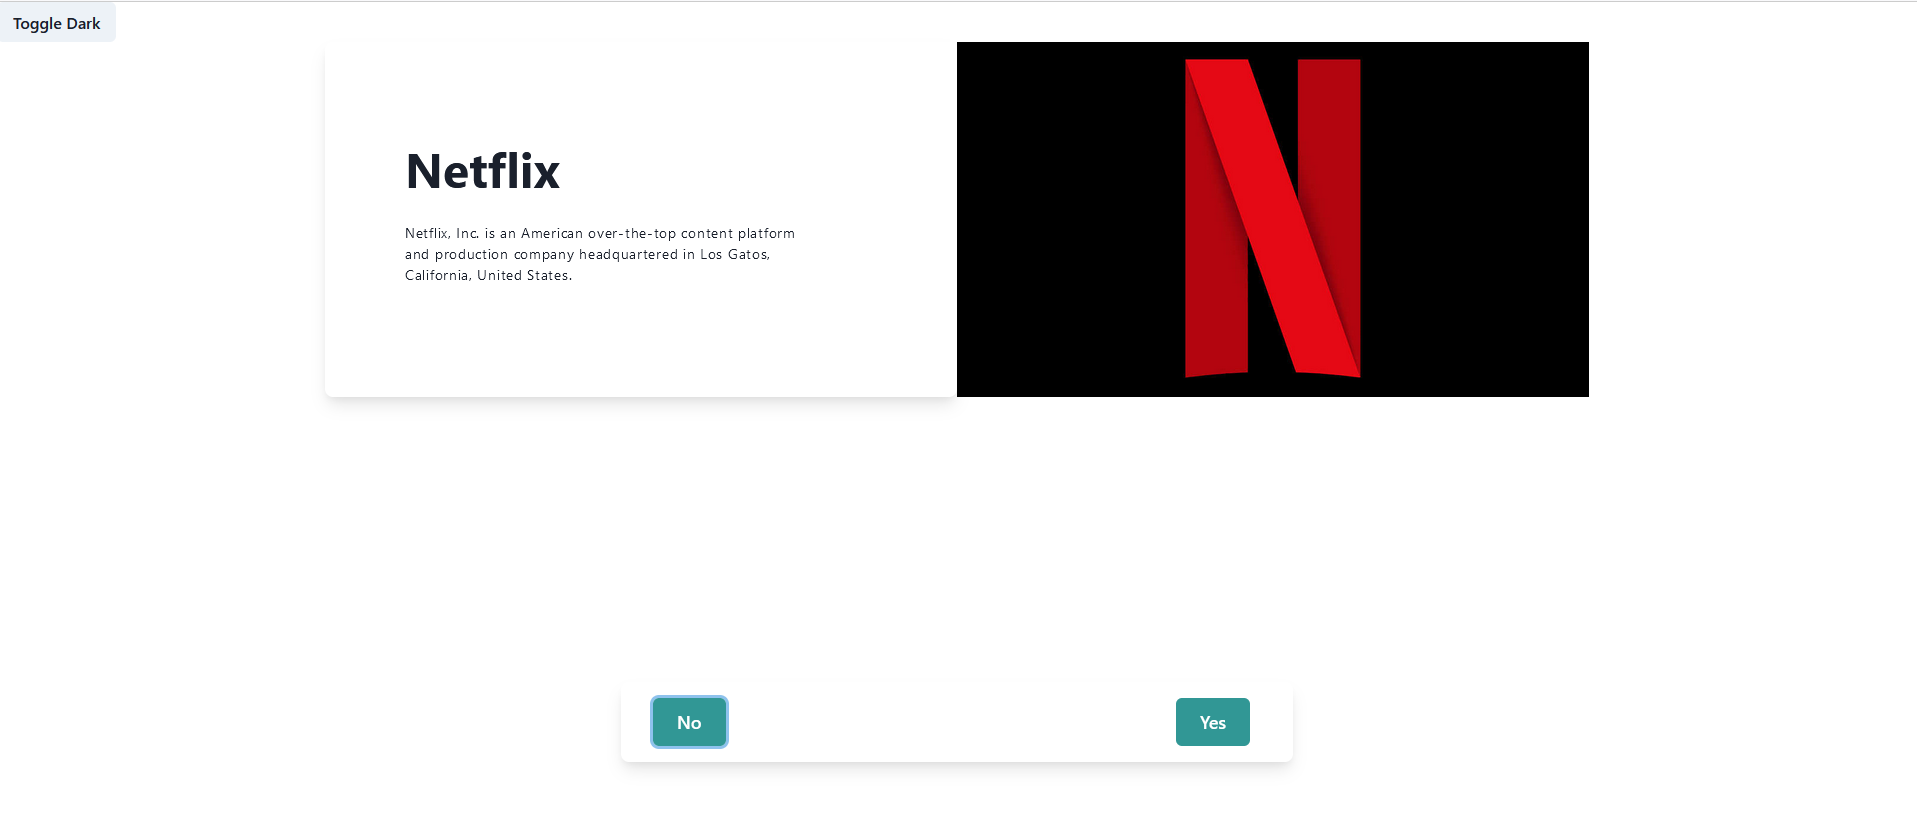 Toggle Dark
Netflix
Netflix, Inc. is an American over-the-top content platform
and production company headquartered in Los Gatos,
California, United States.
No
Yes